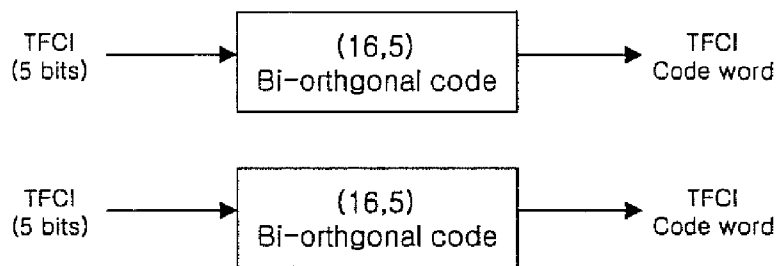 TFCI
(5 bits)
(16,5)
Bi-orthgonal code
TFCI
Code word
TFCI
(5 bits)
(16,5)
Bi-orthgonal code
TFCI
Code word